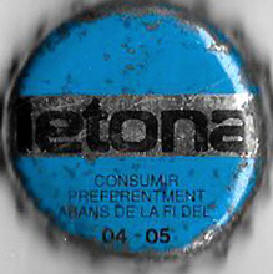 letona
CONSUMIR
PREFERENTMENT
ABANS DE LA FI DEL
04 - 05